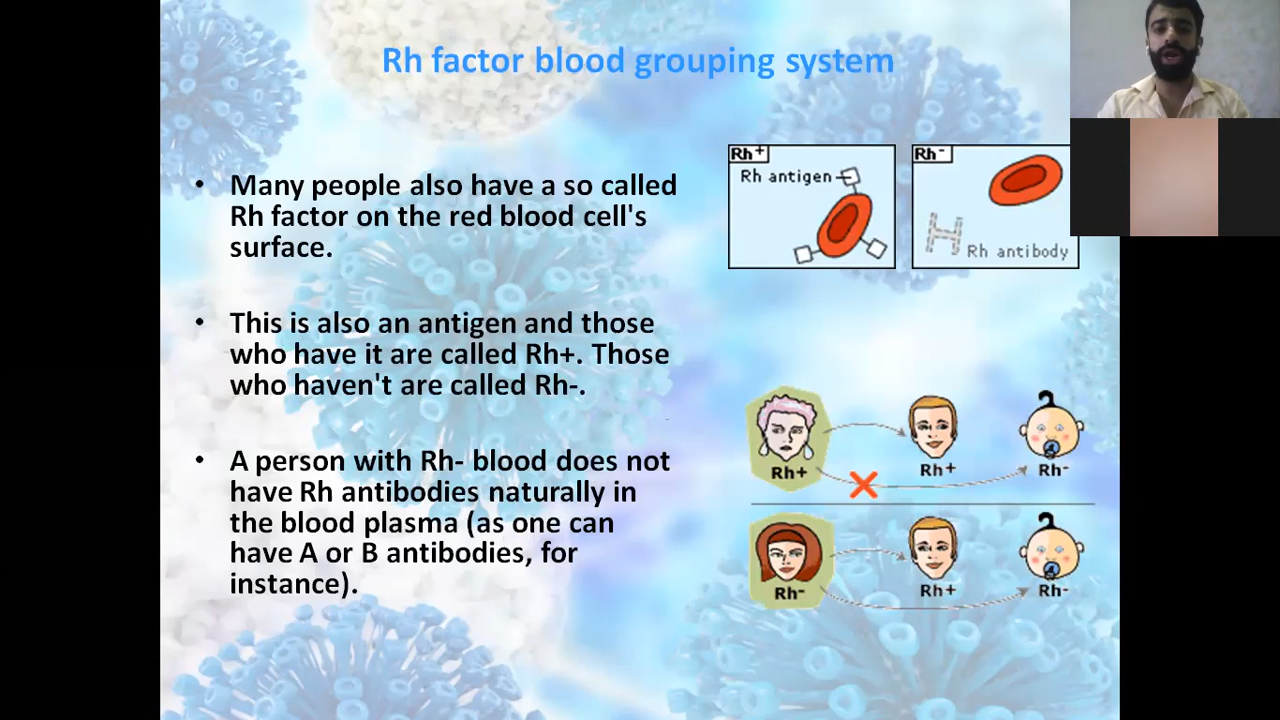 Rh factor blood grouping system
• Many people also have a so called
Rh factor on the red blood cell's
surface.
• This is also an antigen and those
who have it are called Rh+. Those
who haven't are called Rh-.
• A person with Rh- blood does not
have Rh antibodies naturally in
the blood plasma (as one can
have A or B antibodies, for
instance).
Rh+
Rh antigen
Rh-
Rh antibody
Rh+
Rh+
Rh-
Rh-
Rh+
Rh-